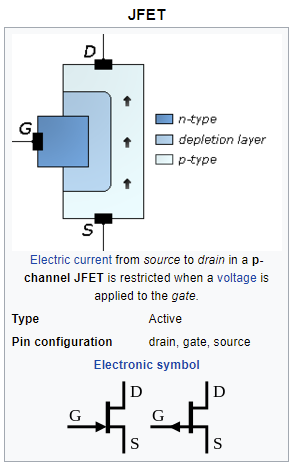 JFET
D
G
S
n-type
depletion layer
p-type
Electric current from source to drain in a p-
channel JFET is restricted when a voltage is
applied to the gate.
Type Active
Pin configuration drain, gate, source
Electronic symbol
D D
G G
S S